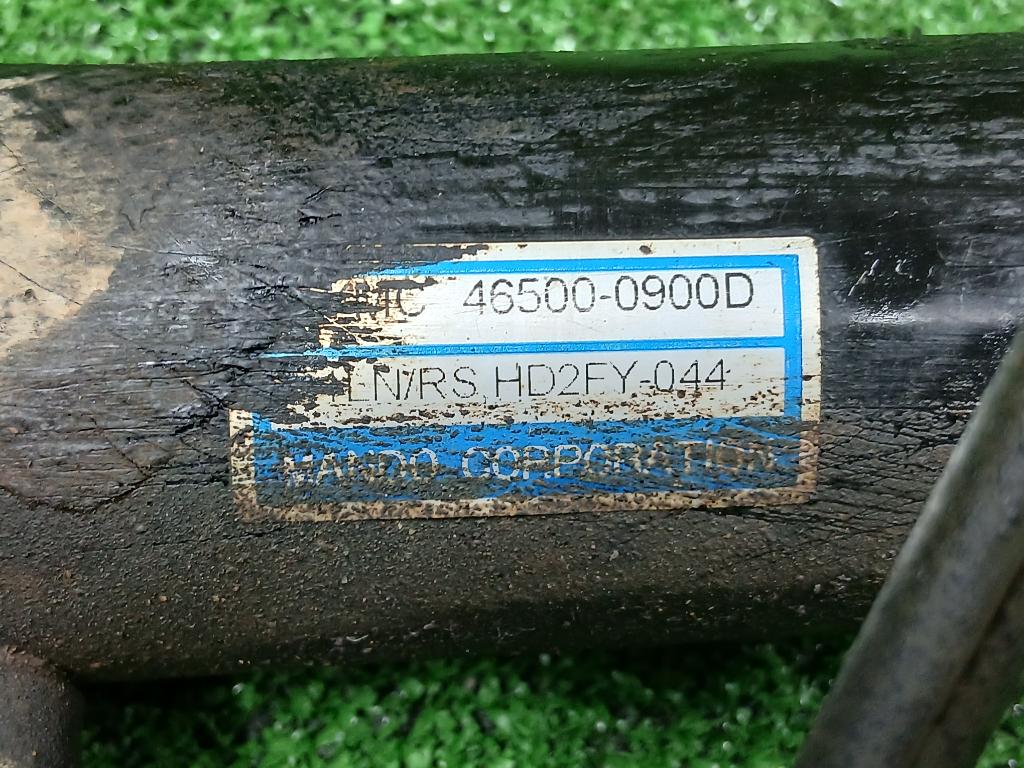 46500-0900D
LN/RS, HD2FY-044
MANDO CORPORATION